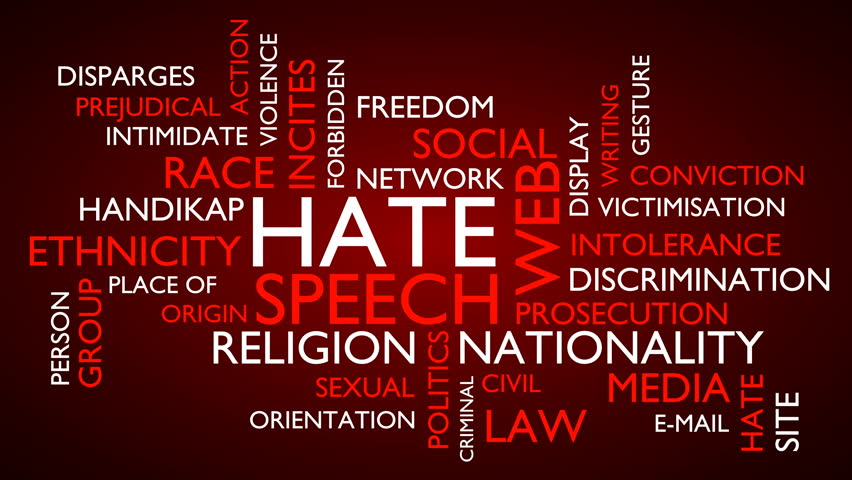 DISPARGES
PREJUDICAL
INTIMIDATE
ACTION
VIOLENCE
INCITES
FORBIDDEN
FREEDOM
SOCIAL
NETWORK
RACE
HANDIKAP
HATE
SPEECH
ETHNICITY
PLACE OF
ORIGIN
PERSON
GROUP
WEB
DISPLAY
WRITING
GESTURE
CONVICTION
VICTIMISATION
INTOLERANCE
DISCRIMINATION
PROSECUTION
RELIGION
NATIONALITY
SEXUAL
ORIENTATION
POLITICS
CRIMINAL
CIVIL
LAW
MEDIA
E-MAIL
HATE
SITE